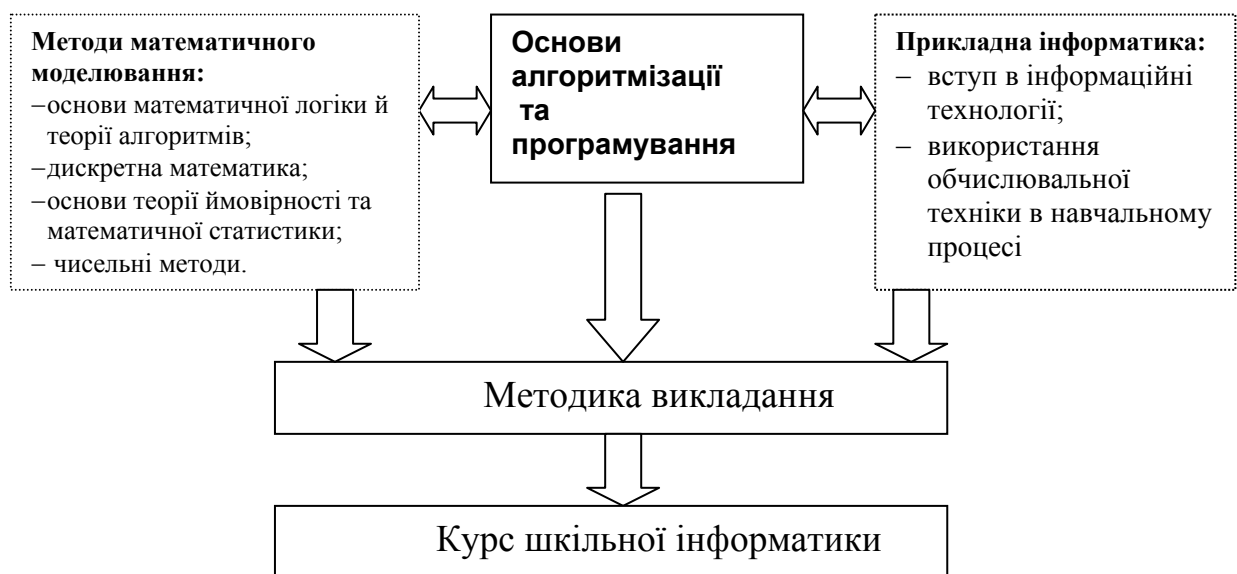 Методи математичного
моделювання:
–основи математичної логіки й
теорії алгоритмів;
–дискретна математика;
–основи теорії ймовірності та
математичної статистики;
– чисельні методи.
Основи
алгоритмізації
та
програмування
Прикладна інформатика:
– вступ в інформаційні
технології;
– використання
обчислювальної
техніки в навчальному
процесі
Методика викладання
Курс шкільної інформатики